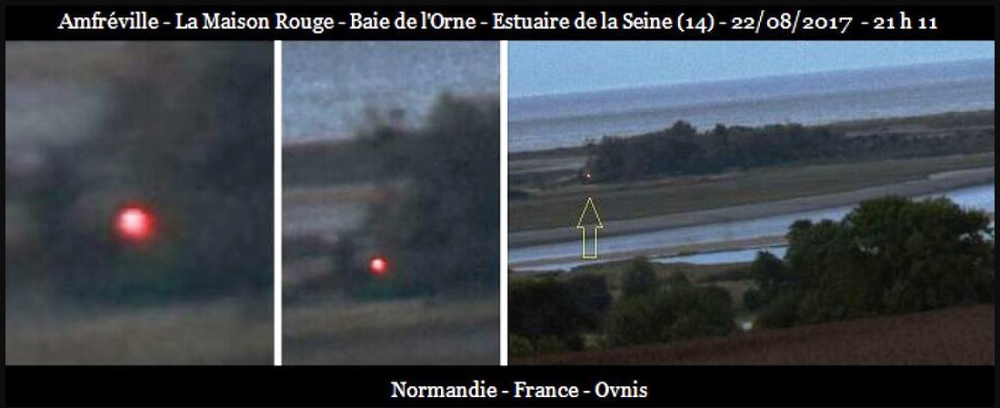 Amfréville - La Maison Rouge - Baie de l'Orne - Estuaire de la Seine (14) - 22/08/2017 - 21 h 11
Normandie - France - Ovnis